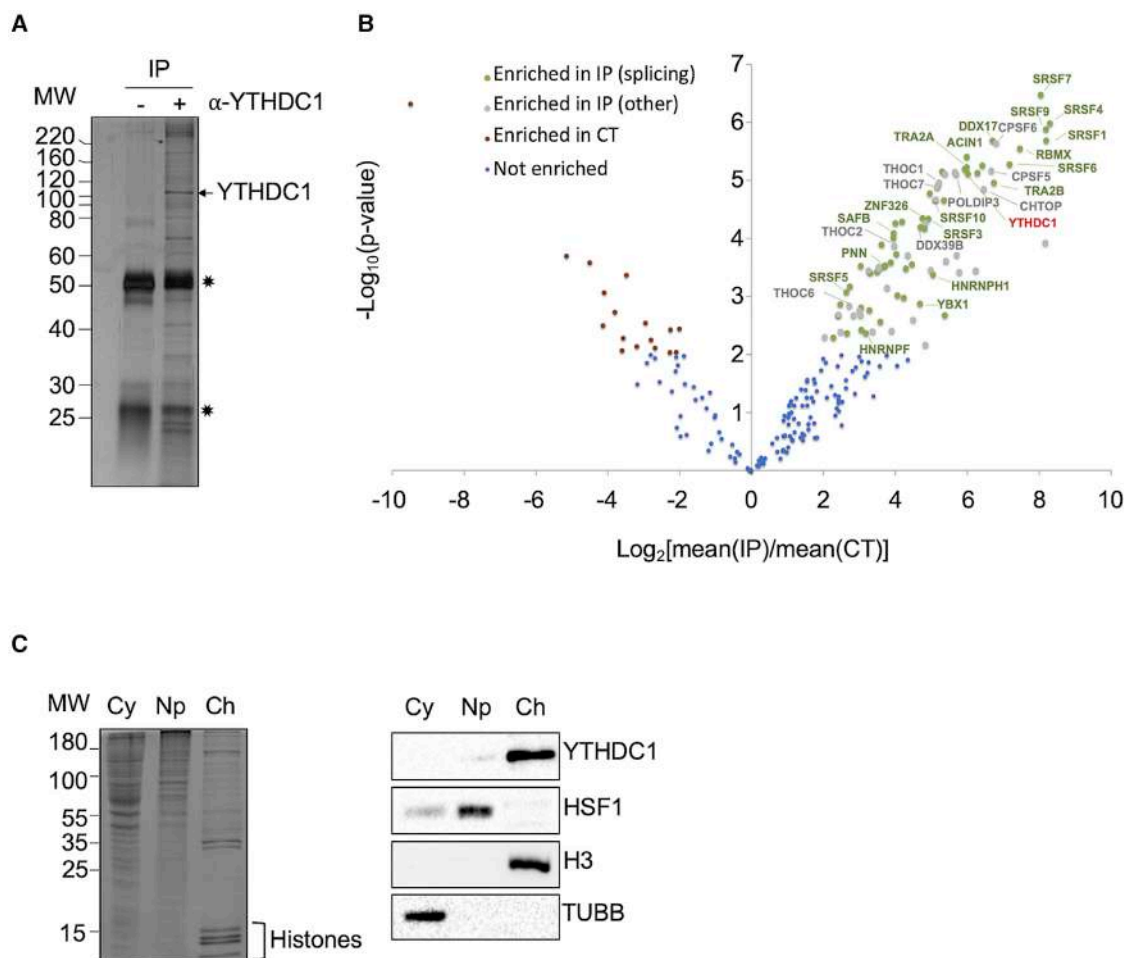 A
IP
MW
- + α-YTHDC1
220
160
120
100
80
60
50
40
30
25
YTHDC1
✷
✷
B
Enriched in IP (splicing)
Enriched in IP (other)
Enriched in CT
Not enriched
-Log10(p-value)
7
6
5
4
3
2
1
SRSF7
SRSF9
SRSF4
SRSF1
DDX17
CPSF6
TRA2A
ACIN1
RBMX
SRSF6
THOC1
CPSF5
THOC7
TRA2B
POLDIP3
CHTOP
ZNF326
SRSF10
YTHDC1
SAFB
SRSF3
THOC2
DDX39B
PNN
SRSF5
HNRNPH1
THOC6
YBX1
HNRNPF
-10 -8 -6 -4 -2 0 2 4 6 8 10
Log2[mean(IP)/mean(CT)]
C
MW Cy Np Ch
180
100
55
35
25
15
Histones
Cy Np Ch
YTHDC1
HSF1
H3
TUBB